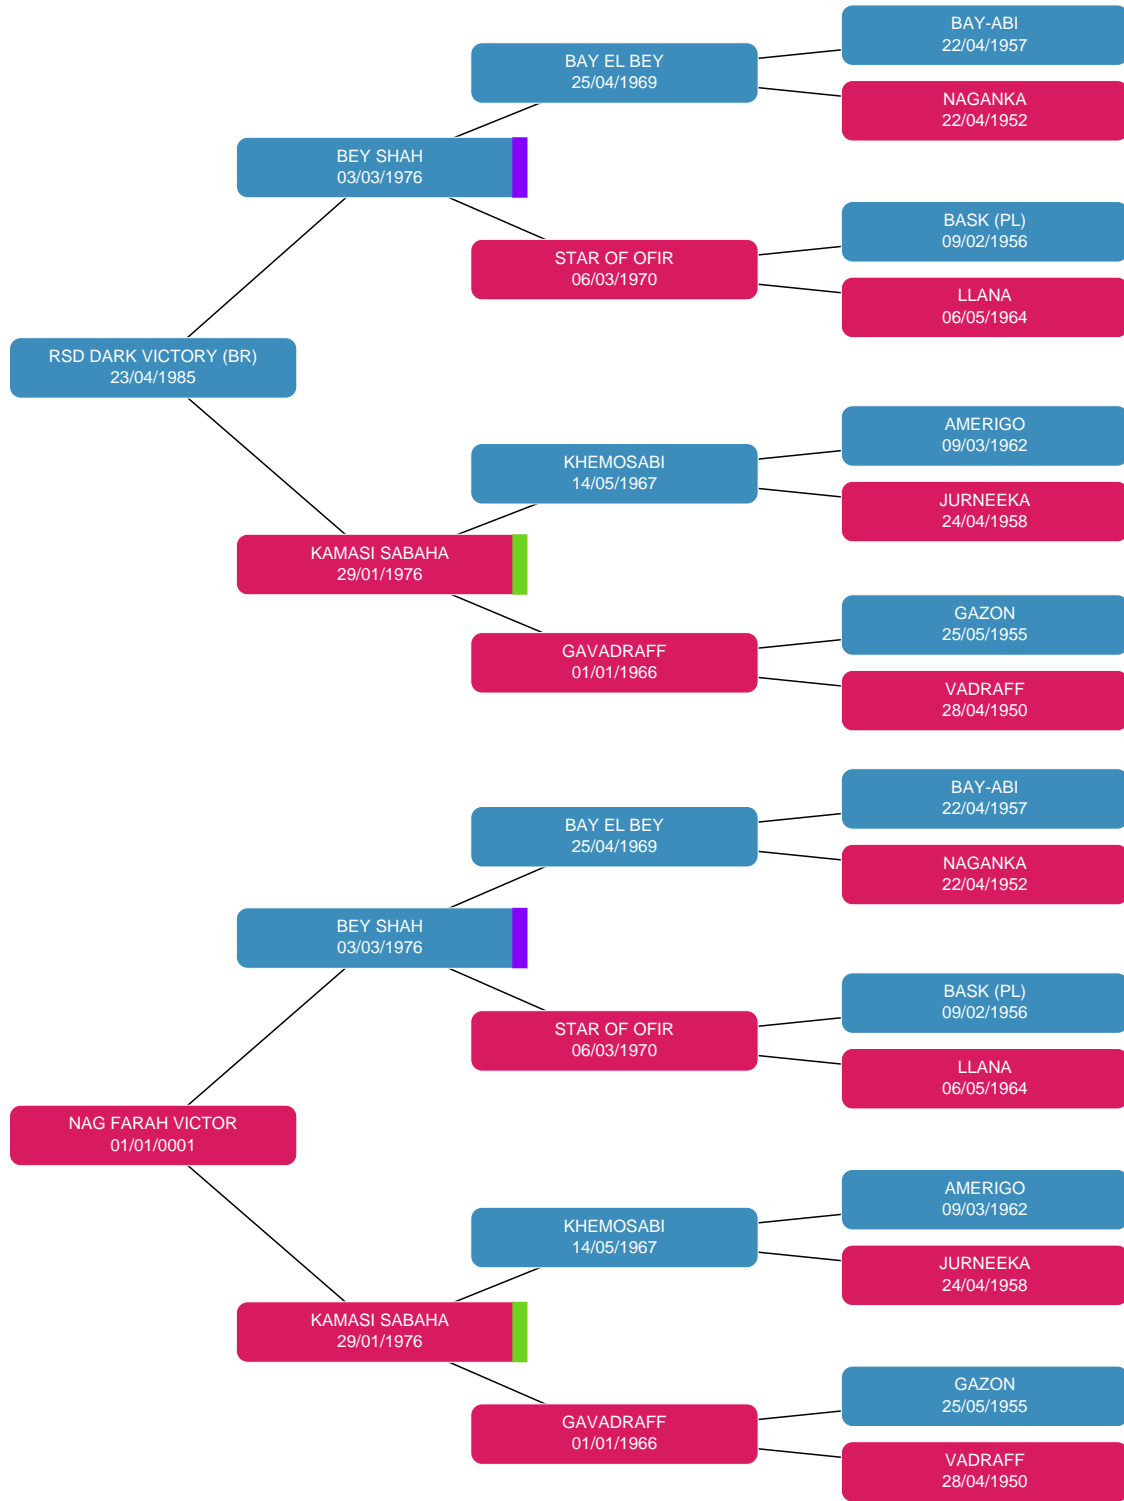 BAY-ABI
22/04/1957
BAY EL BEY
25/04/1969
NAGANKA
22/04/1952
BEY SHAH
03/03/1976
BASK (PL)
09/02/1956
STAR OF OFIR
06/03/1970
LLANA
06/05/1964
RSD DARK VICTORY (BR)
23/04/1985
AMERIGO
09/03/1962
KHEMOSABI
14/05/1967
JURNEEKA
24/04/1958
KAMASI SABAHA
29/01/1976
GAZON
25/05/1955
GAVADRAFF
01/01/1966
VADRAFF
28/04/1950
BAY-ABI
22/04/1957
BAY EL BEY
25/04/1969
NAGANKA
22/04/1952
BEY SHAH
03/03/1976
BASK (PL)
09/02/1956
STAR OF OFIR
06/03/1970
LLANA
06/05/1964
NAG FARAH VICTOR
01/01/0001
AMERIGO
09/03/1962
KHEMOSABI
14/05/1967
JURNEEKA
24/04/1958
KAMASI SABAHA
29/01/1976
GAZON
25/05/1955
GAVADRAFF
01/01/1966
VADRAFF
28/04/1950